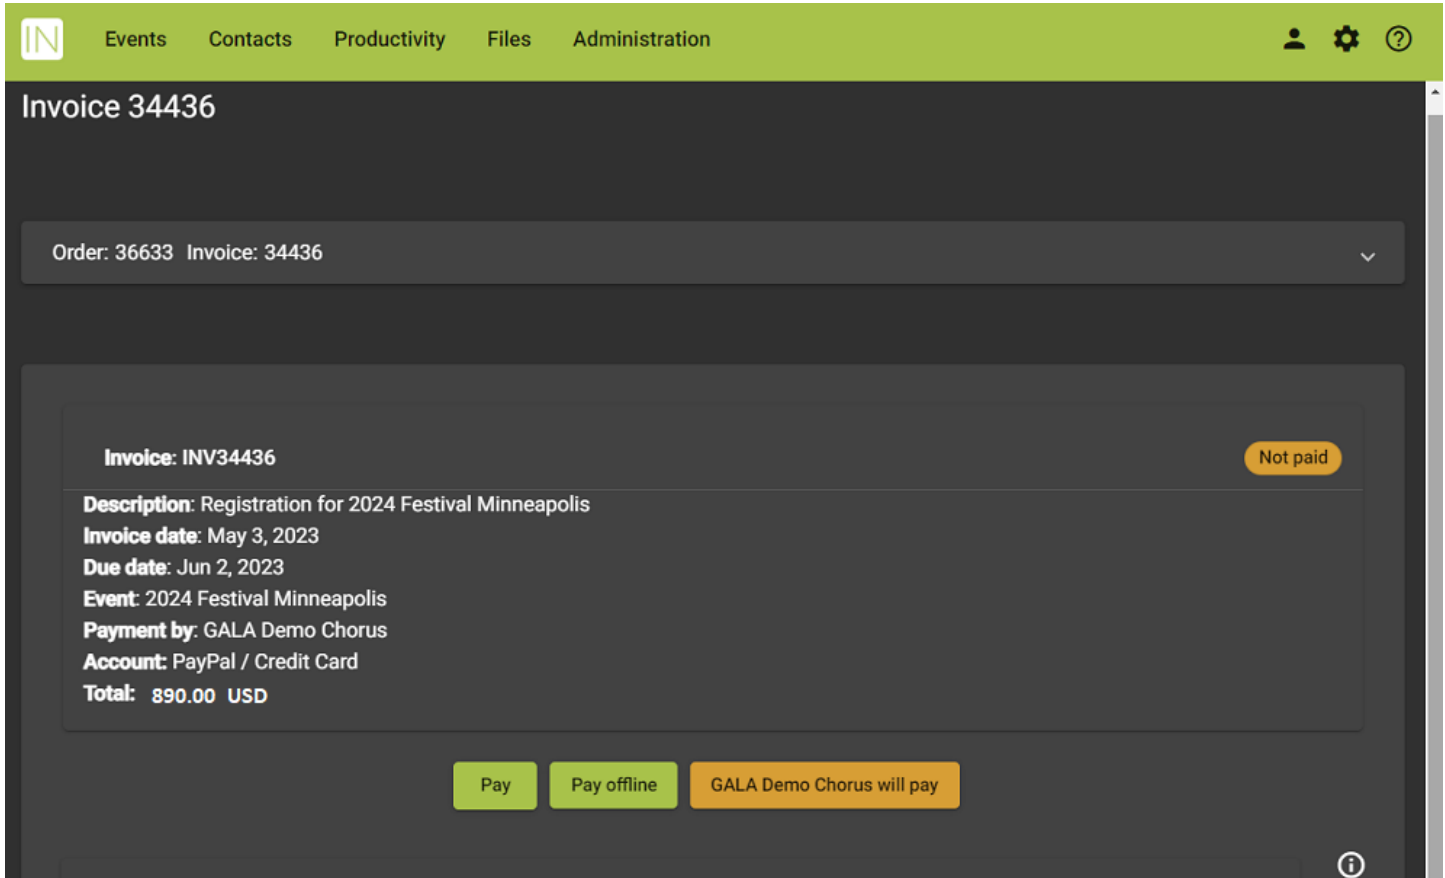 IN Events Contacts Productivity Files Administration
Invoice 34436
Order: 36633 Invoice: 34436
Invoice: INV34436 Not paid
Description: Registration for 2024 Festival Minneapolis
Invoice date: May 3, 2023
Due date: Jun 2, 2023
Event: 2024 Festival Minneapolis
Payment by: GALA Demo Chorus
Account: PayPal / Credit Card
Total: 890.00 USD
Pay Pay offline GALA Demo Chorus will pay